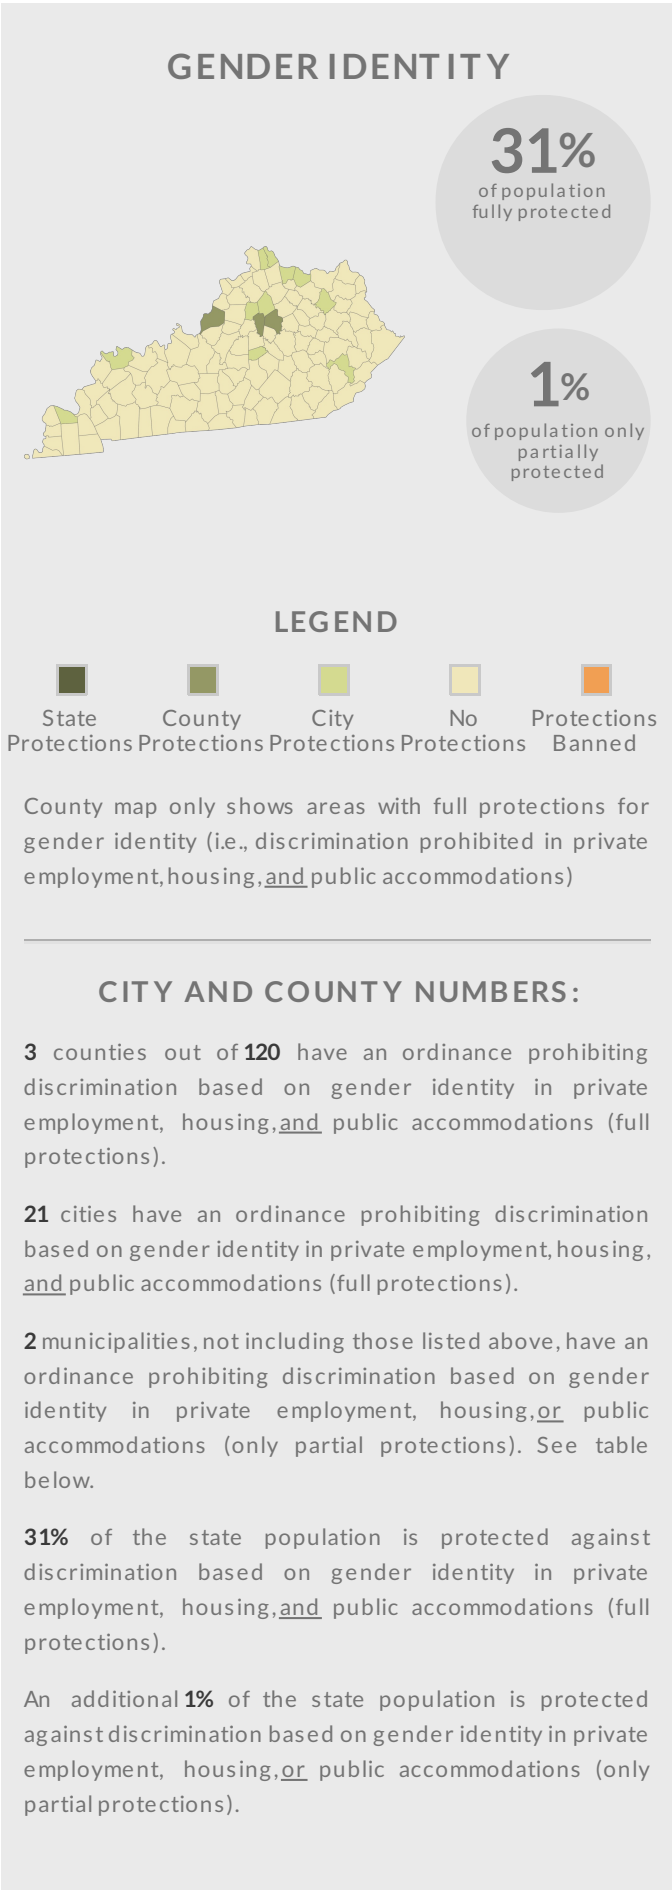 GENDER IDENTITY
31%
of population
fully protected
1%
of population only
partially
protected
LEGEND
State
Protections
County
Protections
City
Protections
No
Protections
Protections
Banned
County map only shows areas with full protections for
gender identity (i.e., discrimination prohibited in private
employment, housing, and public accommodations)
CITY AND COUNTY NUMBERS:
3 counties out of 120 have an ordinance prohibiting
discrimination based on gender identity in private
employment, housing, and public accommodations (full
protections).
21 cities have an ordinance prohibiting discrimination
based on gender identity in private employment, housing,
and public accommodations (full protections).
2 municipalities, not including those listed above, have an
ordinance prohibiting discrimination based on gender
identity in private employment, housing, or public
accommodations (only partial protections). See table
below.
31% of the state population is protected against
discrimination based on gender identity in private
employment, housing, and public accommodations (full
protections).
An additional 1% of the state population is protected
against discrimination based on gender identity in private
employment, housing, or public accommodations (only
partial protections).